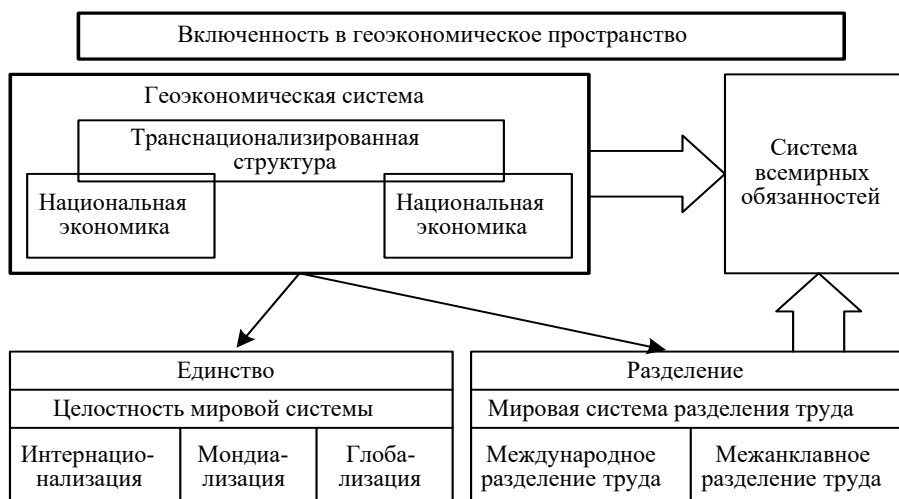 Включенность в геоэкономическое пространство
Геоэкономическая система
Транснационализированная
структура
Национальная
экономика
Национальная
экономика
Система
всемирных
обязанностей
Единство
Целостность мировой системы
Интернацио-
нализация
Мондиа-
лизация
Глоба-
лизация
Разделение
Мировая система разделения труда
Международное
разделение труда
Межанклавное
разделение труда